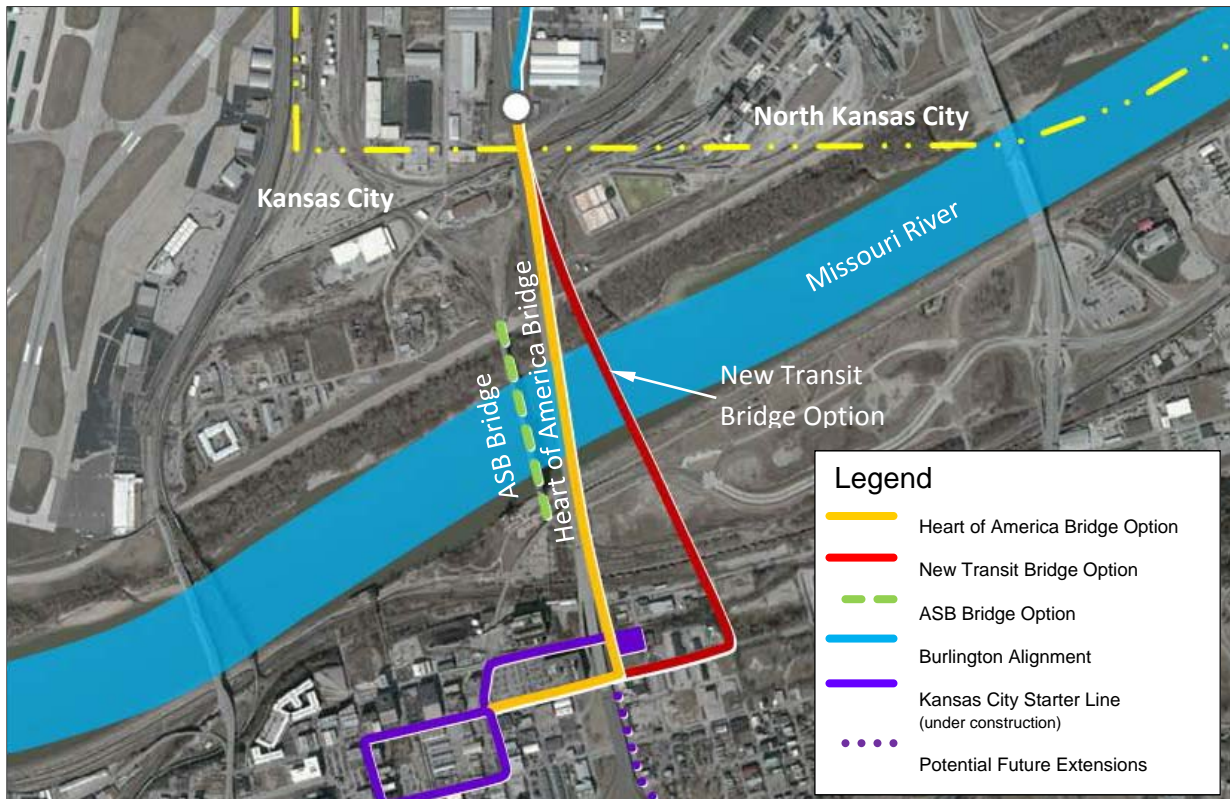 North Kansas City
Kansas City
Missouri River
ASB Bridge
Heart of America Bridge
New Transit
Bridge Option
Legend
Heart of America Bridge Option
New Transit Bridge Option
ASB Bridge Option
Burlington Alignment
Kansas City Starter Line
(under construction)
Potential Future Extensions